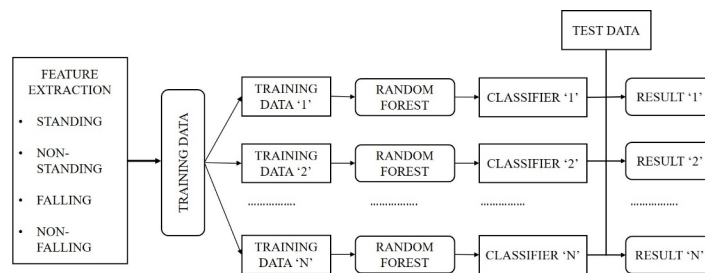 TEST DATA
FEATURE
EXTRACTION
• STANDING
• NON-
STANDING
• FALLING
• NON-
FALLING
TRAINING DATA
TRAINING
DATA ‘1’
RANDOM
FOREST
CLASSIFIER ‘1’
RESULT ‘1’
TRAINING
DATA ‘2’
RANDOM
FOREST
CLASSIFIER ‘2’
RESULT ‘2’
................ ................ ................ ................
TRAINING
DATA ‘N’
RANDOM
FOREST
CLASSIFIER ‘N’
RESULT ‘N’